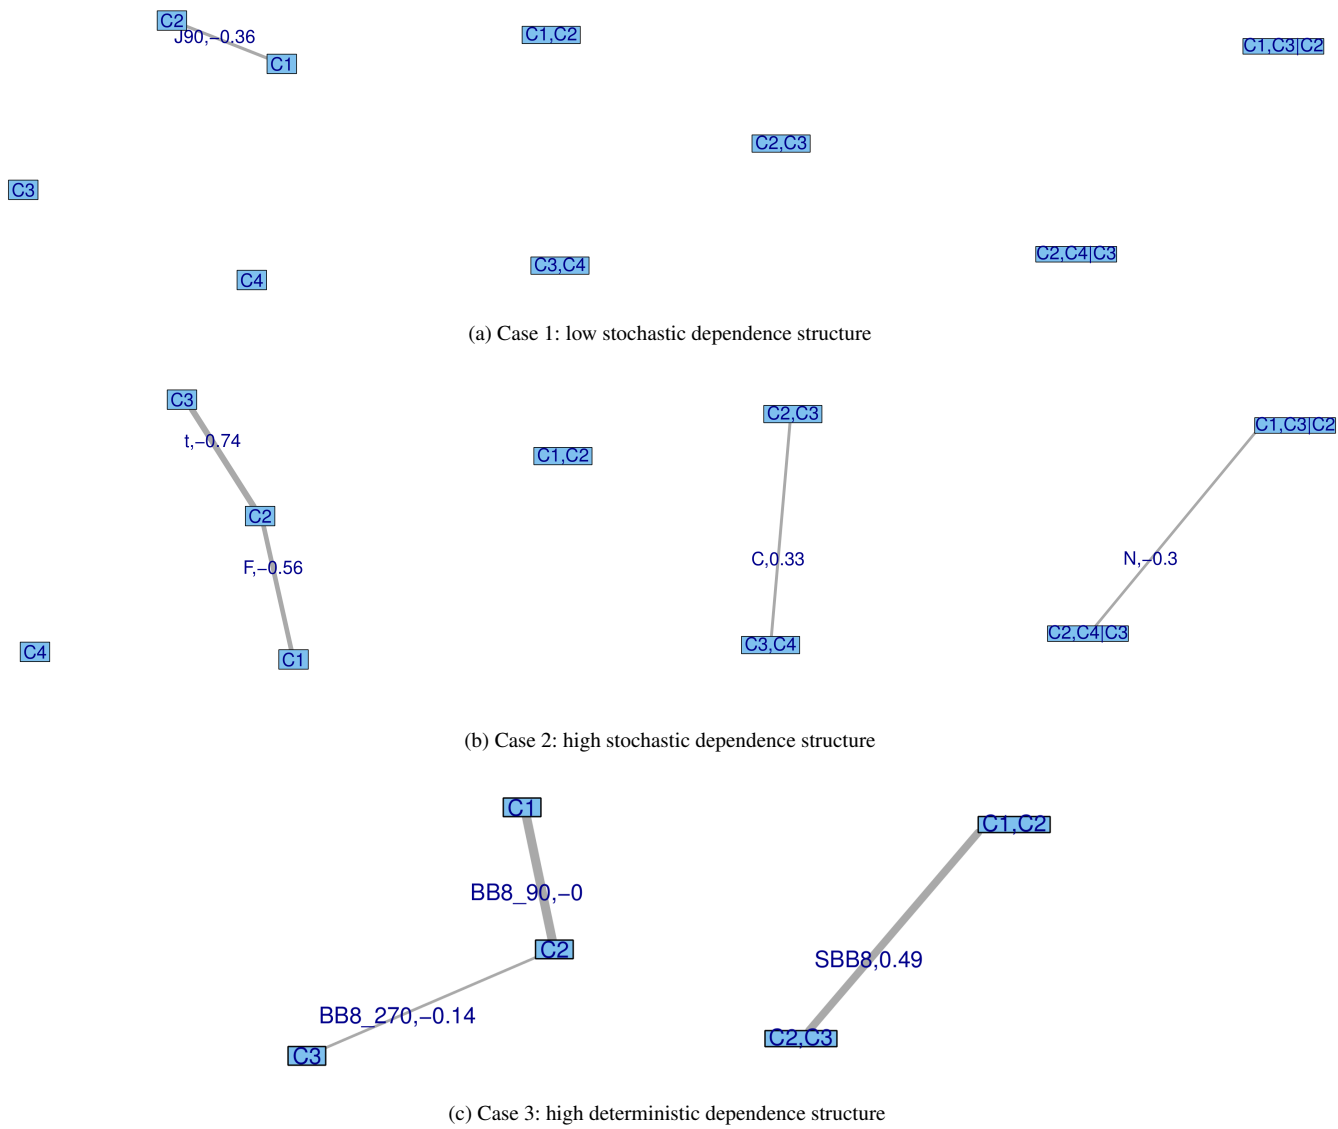 C2
J90,−0.36
C1
C3
C4
C1,C2
C2,C3
C3,C4
C1,C3|C2
C2,C4|C3
(a) Case 1: low stochastic dependence structure
C3
t,−0.74
C2
F,−0.56
C1
C4
C1,C2
C2,C3
C,0.33
C3,C4
C1,C3|C2
N,−0.3
C2,C4|C3
(b) Case 2: high stochastic dependence structure
C1
BB8_90,−0
C2
BB8_270,−0.14
C3
C1,C2
SBB8,0.49
C2,C3
(c) Case 3: high deterministic dependence structure